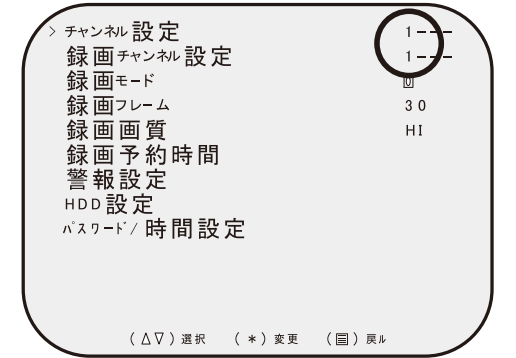 > チャンネル設定 1---
録画チャンネル設定 1---
録画モード 回
録画フレーム 30
録画画質 HI
録画予約時間
警報設定
HDD設定
パスワード/時間設定
(△▽)選択 (*)変更 (目)戻ル